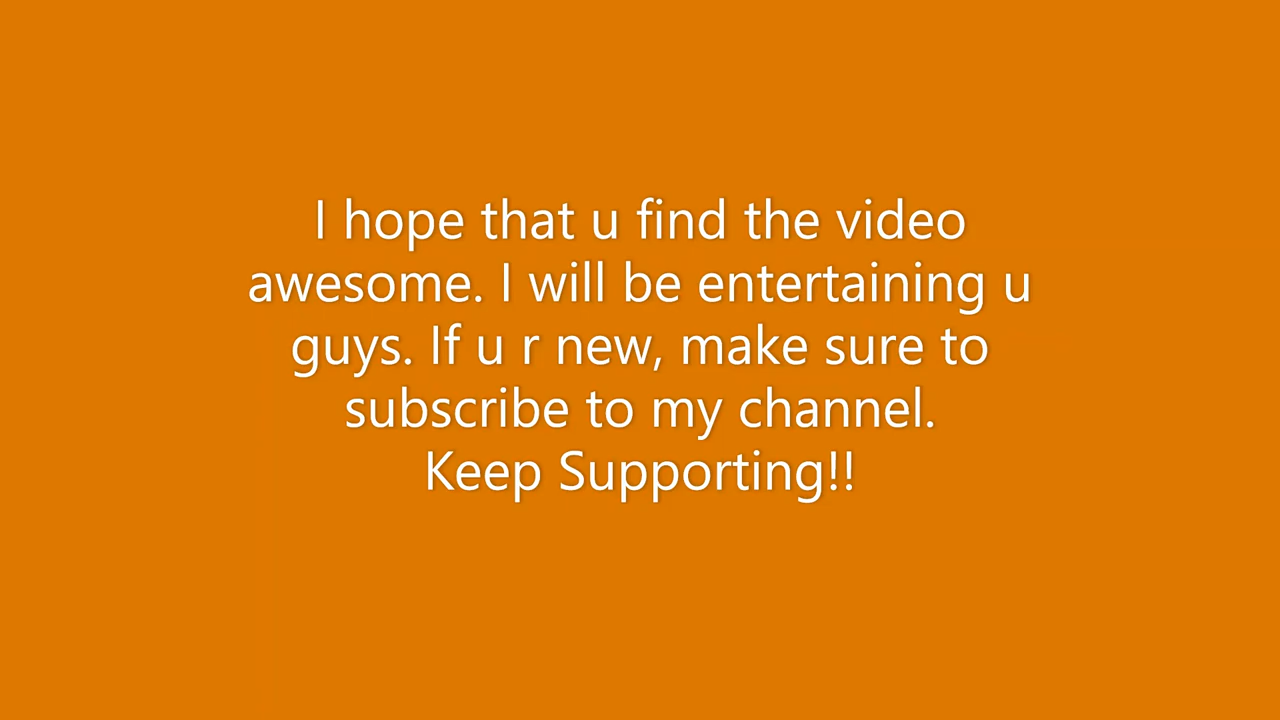 I hope that u find the video
awesome. I will be entertaining u
guys. If u r new, make sure to
subscribe to my channel.
Keep Supporting!!